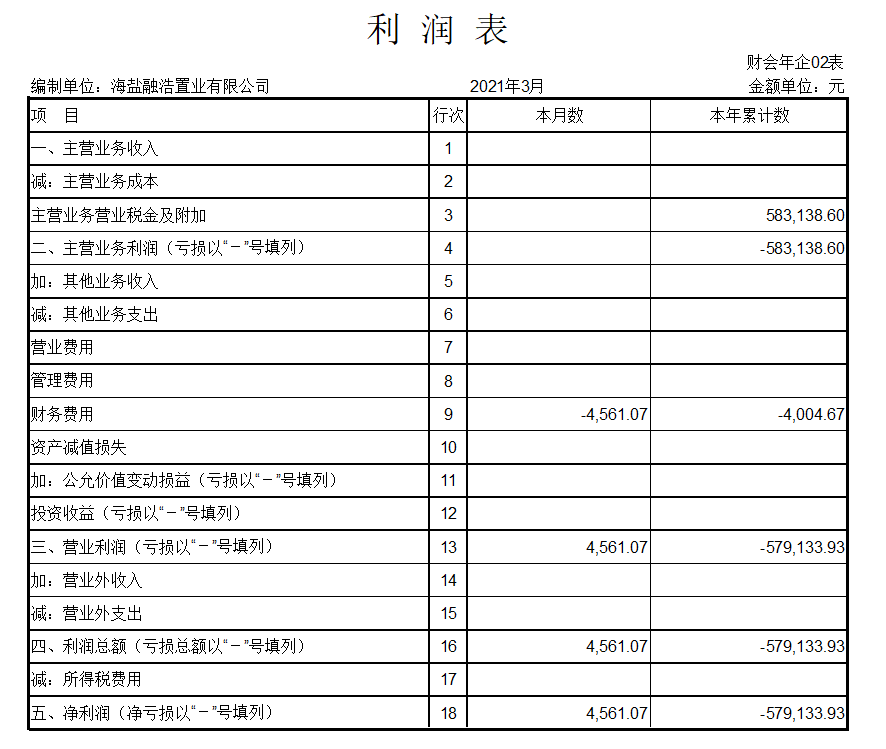 利 润 表
财会年企02表
编制单位：海盐融浩置业有限公司 2021年3月 金额单位：元
项 目 行次 本月数 本年累计数
一、主营业务收入 1
减：主营业务成本 2
主营业务营业税金及附加 3 583,138.60
二、主营业务利润（亏损以“－”号填列） 4 -583,138.60
加：其他业务收入 5
减：其他业务支出 6
营业费用 7
管理费用 8
财务费用 9 -4,561.07 -4,004.67
资产减值损失 10
加：公允价值变动损益（亏损以“－”号填列） 11
投资收益（亏损以“－”号填列） 12
三、营业利润（亏损以“－”号填列） 13 4,561.07 -579,133.93
加：营业外收入 14
减：营业外支出 15
四、利润总额（亏损总额以“－”号填列） 16 4,561.07 -579,133.93
减：所得税费用 17
五、净利润（净亏损以“－”号填列） 18 4,561.07 -579,133.93